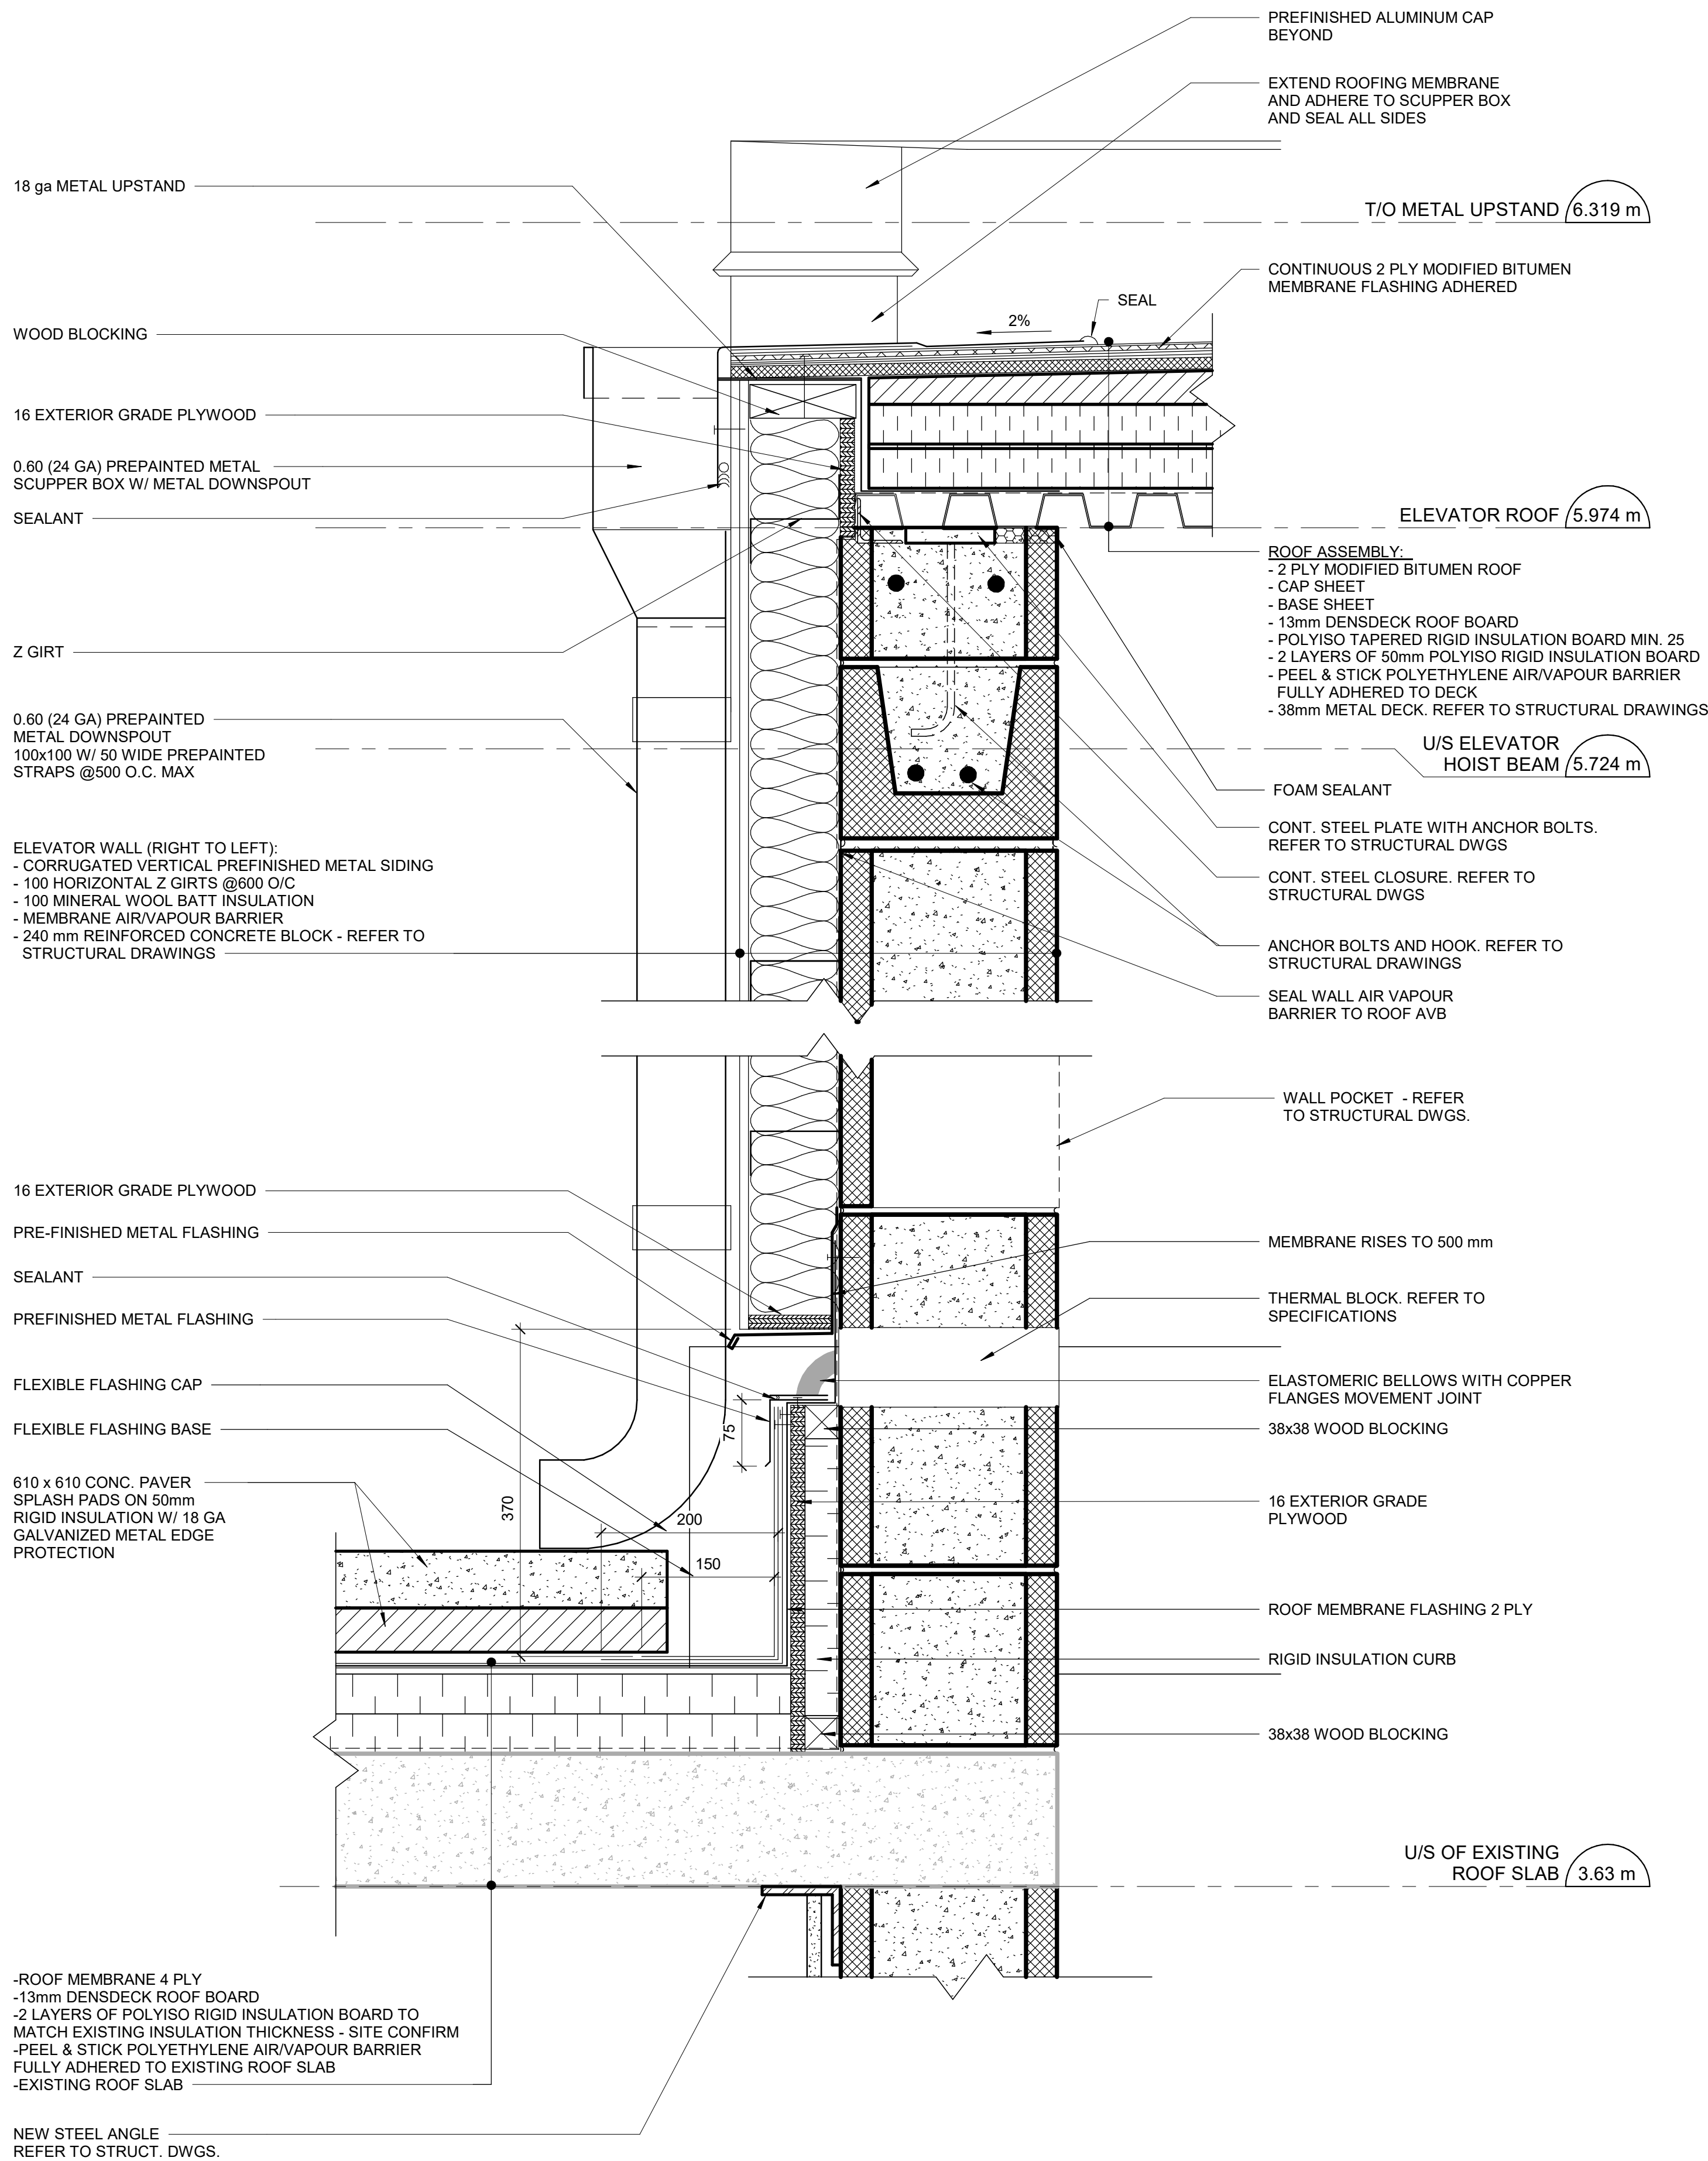 PREFINISHED ALUMINUM CAP
BEYOND
EXTEND ROOFING MEMBRANE
AND ADHERE TO SCUPPER BOX
AND SEAL ALL SIDES
18 ga METAL UPSTAND
T/O METAL UPSTAND 6.319 m
CONTINUOUS 2 PLY MODIFIED BITUMEN
MEMBRANE FLASHING ADHERED
SEAL
2%
WOOD BLOCKING
16 EXTERIOR GRADE PLYWOOD
0.60 (24 GA) PREPAINTED METAL
SCUPPER BOX W/ METAL DOWNSPOUT
SEALANT
ELEVATOR ROOF 5.974 m
ROOF ASSEMBLY:
- 2 PLY MODIFIED BITUMEN ROOF
- CAP SHEET
- BASE SHEET
- 13mm DENSDECK ROOF BOARD
- POLYISO TAPERED RIGID INSULATION BOARD MIN. 25
- 2 LAYERS OF 50mm POLYISO RIGID INSULATION BOARD
- PEEL & STICK POLYETHYLENE AIR/VAPOUR BARRIER
FULLY ADHERED TO DECK
- 38mm METAL DECK. REFER TO STRUCTURAL DRAWINGS
Z GIRT
0.60 (24 GA) PREPAINTED
METAL DOWNSPOUT
100x100 W/ 50 WIDE PREPAINTED
STRAPS @500 O.C. MAX
U/S ELEVATOR
HOIST BEAM 5.724 m
FOAM SEALANT
CONT. STEEL PLATE WITH ANCHOR BOLTS.
REFER TO STRUCTURAL DWGS
CONT. STEEL CLOSURE. REFER TO
STRUCTURAL DWGS
ANCHOR BOLTS AND HOOK. REFER TO
STRUCTURAL DRAWINGS
SEAL WALL AIR VAPOUR
BARRIER TO ROOF AVB
ELEVATOR WALL (RIGHT TO LEFT):
- CORRUGATED VERTICAL PREFINISHED METAL SIDING
- 100 HORIZONTAL Z GIRTS @600 O/C
- 100 MINERAL WOOL BATT INSULATION
- MEMBRANE AIR/VAPOUR BARRIER
- 240 mm REINFORCED CONCRETE BLOCK - REFER TO
STRUCTURAL DRAWINGS
WALL POCKET - REFER
TO STRUCTURAL DWGS.
16 EXTERIOR GRADE PLYWOOD
PRE-FINISHED METAL FLASHING
SEALANT
PREFINISHED METAL FLASHING
FLEXIBLE FLASHING CAP
FLEXIBLE FLASHING BASE
610 x 610 CONC. PAVER
SPLASH PADS ON 50mm
RIGID INSULATION W/ 18 GA
GALVANIZED METAL EDGE
PROTECTION
370
75
200
150
MEMBRANE RISES TO 500 mm
THERMAL BLOCK. REFER TO
SPECIFICATIONS
ELASTOMERIC BELLOWS WITH COPPER
FLANGES MOVEMENT JOINT
38x38 WOOD BLOCKING
16 EXTERIOR GRADE
PLYWOOD
ROOF MEMBRANE FLASHING 2 PLY
RIGID INSULATION CURB
38x38 WOOD BLOCKING
U/S OF EXISTING
ROOF SLAB 3.63 m
-ROOF MEMBRANE 4 PLY
-13mm DENSDECK ROOF BOARD
-2 LAYERS OF POLYISO RIGID INSULATION BOARD TO
MATCH EXISTING INSULATION THICKNESS - SITE CONFIRM
-PEEL & STICK POLYETHYLENE AIR/VAPOUR BARRIER
FULLY ADHERED TO EXISTING ROOF SLAB
-EXISTING ROOF SLAB
NEW STEEL ANGLE
REFER TO STRUCT. DWGS.